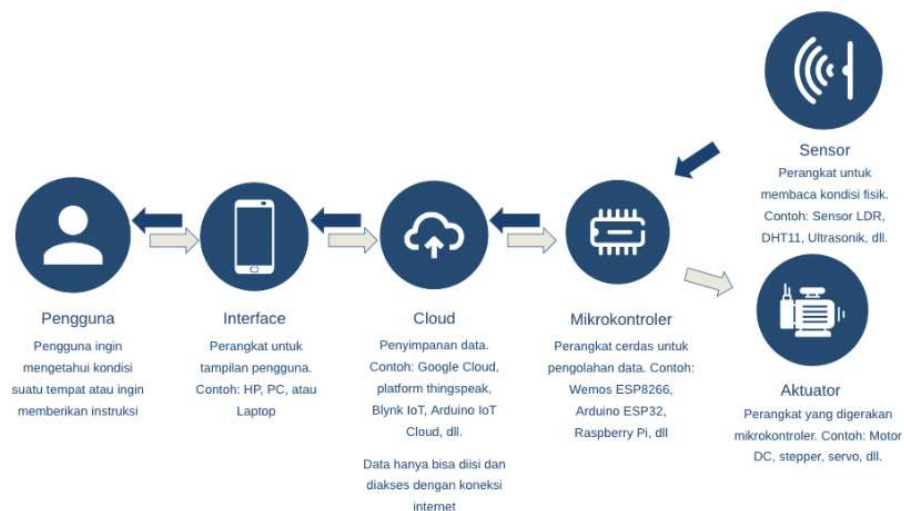 Pengguna
Pengguna ingin
mengetahui kondisi
suatu tempat atau ingin
memberikan instruksi
Interface
Perangkat untuk
tampilan pengguna.
Contoh: HP, PC, atau
Laptop
Cloud
Penyimpanan data.
Contoh: Google Cloud,
platform thingspeak,
Blynk IoT, Arduino IoT
Cloud, dll.
Data hanya bisa diisi dan
diakses dengan koneksi
internet
Mikrokontroler
Perangkat cerdas untuk
pengolahan data. Contoh:
Wemos ESP8266,
Arduino ESP32,
Raspberry Pi, dll
Sensor
Perangkat untuk
membaca kondisi fisik.
Contoh: Sensor LDR,
DHT11, Ultrasonik, dll.
Aktuator
Perangkat yang digerakan
mikrokontroler. Contoh: Motor
DC, stepper, servo, dll.